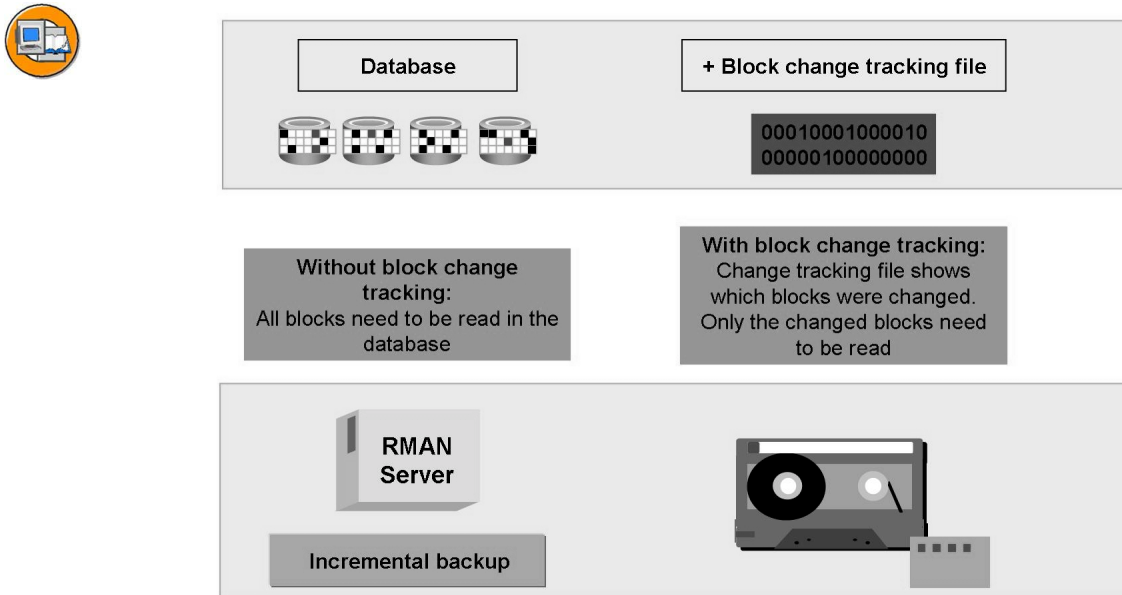 Database
+ Block change tracking file
00010001000010
00000100000000
Without block change
tracking:
All blocks need to be read in the
database
With block change tracking:
Change tracking file shows
which blocks were changed.
Only the changed blocks need
to be read
RMAN
Server
Incremental backup